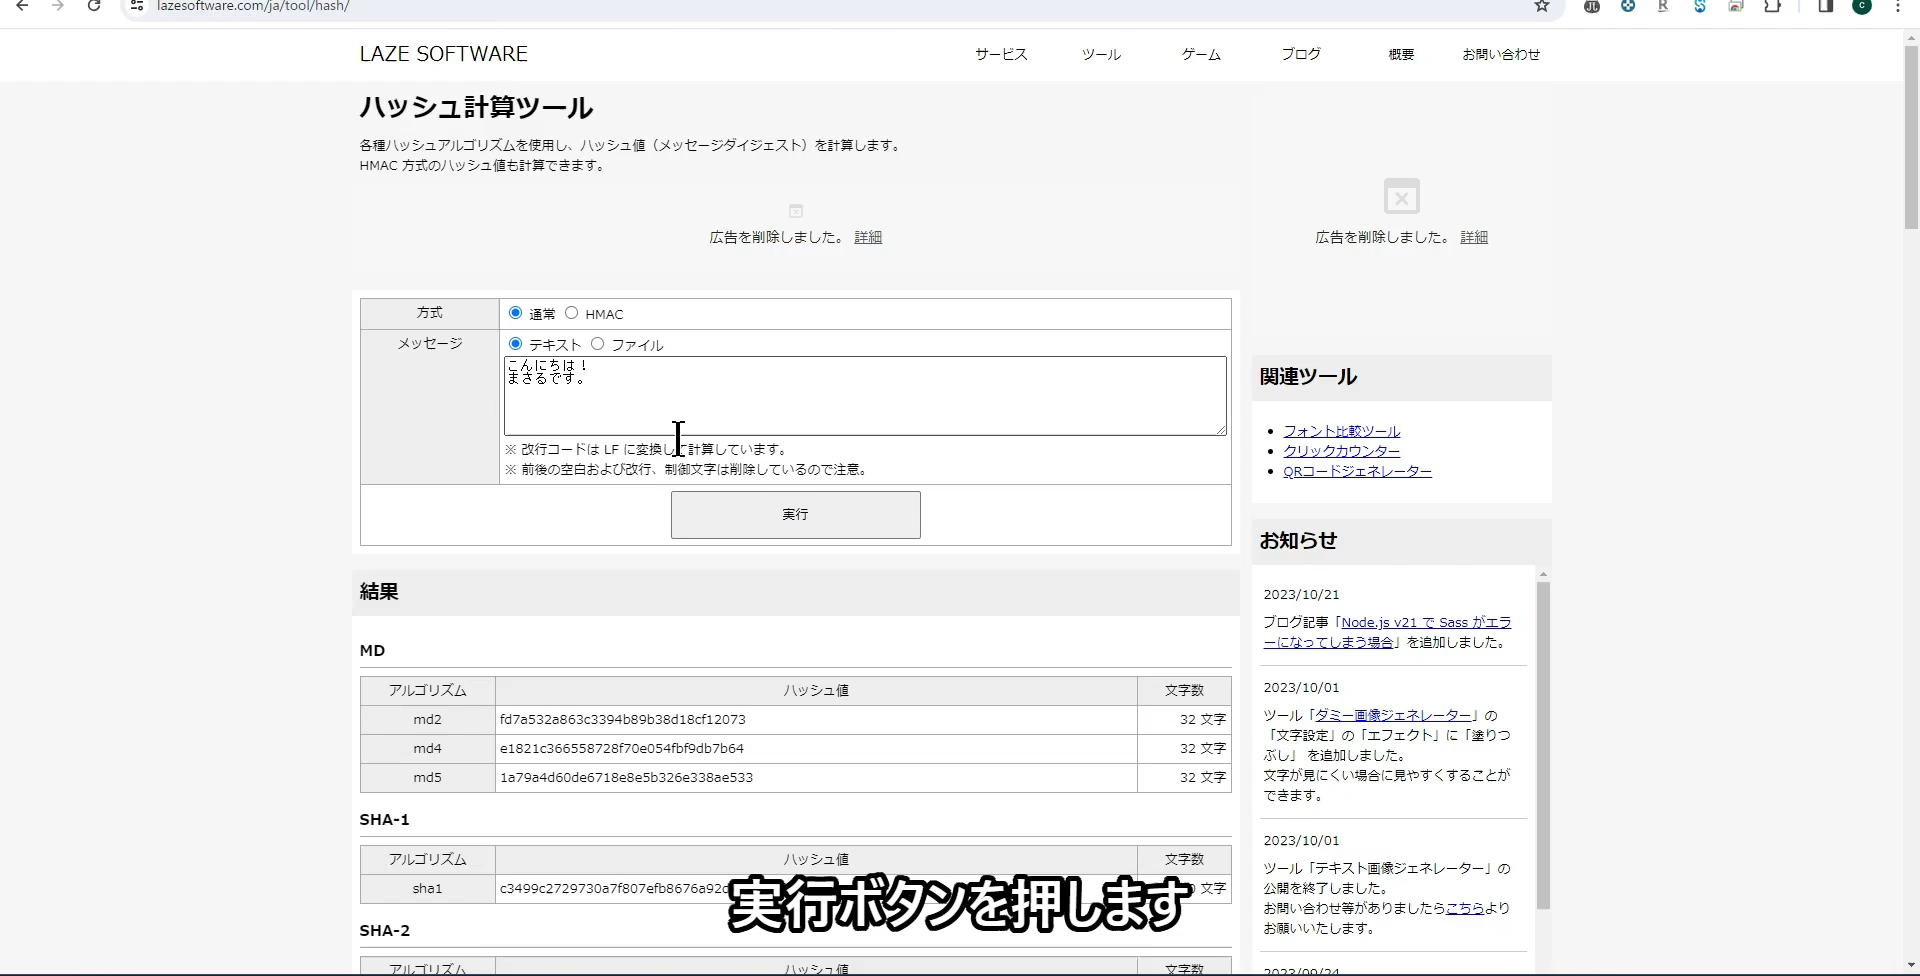 lazesoftware.com/ja/tool/hash/
LAZE SOFTWARE
サービス
ツール
ゲーム
ブログ
概要
お問い合わせ
ハッシュ計算ツール
各種ハッシュアルゴリズムを使用し、ハッシュ値（メッセージダイジェスト）を計算します。
HMAC 方式のハッシュ値も計算できます。
広告を削除しました。 詳細
広告を削除しました。 詳細
方式
通常 HMAC
メッセージ
テキスト ファイル
こんにちは！
まさるです。
※ 改行コードは LF に変換して計算しています。
※ 前後の空白および改行、制御文字は削除しているので注意。
実行
結果
MD
アルゴリズム ハッシュ値 文字数
md2 fd7a532a863c3394b89b38d18cf12073 32 文字
md4 e1821c366558728f70e054fbf9db7b64 32 文字
md5 1a79a4d60de6718e8e5b326e338ae533 32 文字
SHA-1
アルゴリズム ハッシュ値 文字数
sha1 c3499c2729730a7f807efb8676a92d 文字
SHA-2
アルゴリズム ハッシュ値 文字数
関連ツール
フォント比較ツール
クリックカウンター
QRコードジェネレーター
お知らせ
2023/10/21
ブログ記事「Node.js v21 で Sass がエラ
ーになってしまう場合」を追加しました。
2023/10/01
ツール「ダミー画像ジェネレーター」の
「文字設定」の「エフェクト」に「塗りつ
ぶし」 を追加しました。
文字が見にくい場合に見やすくすることが
できます。
2023/10/01
ツール「テキスト画像ジェネレーター」の
公開を終了しました。
お問い合わせ等がありましたらこちらより
お願いいたします。
2023/09/24
実行ボタンを押します